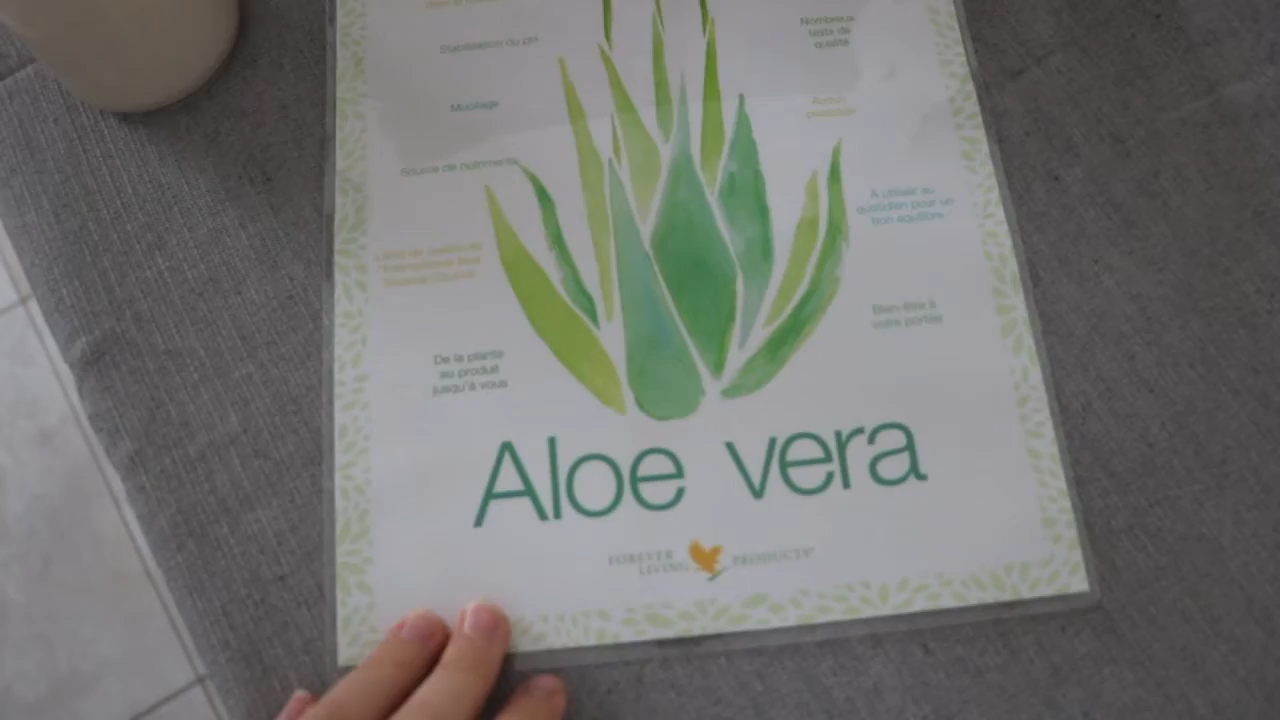 Stabilisation du pH
Nombreux
tests de
qualité
Mucilage
Aucun
Source de nutriments
À utiliser au
quotidien pour un
bon équilibre
Bien-être à
votre portée
De la plante
au produit
jusqu'à vous
Aloe vera
FOREVER
LIVING
PRODUCTS